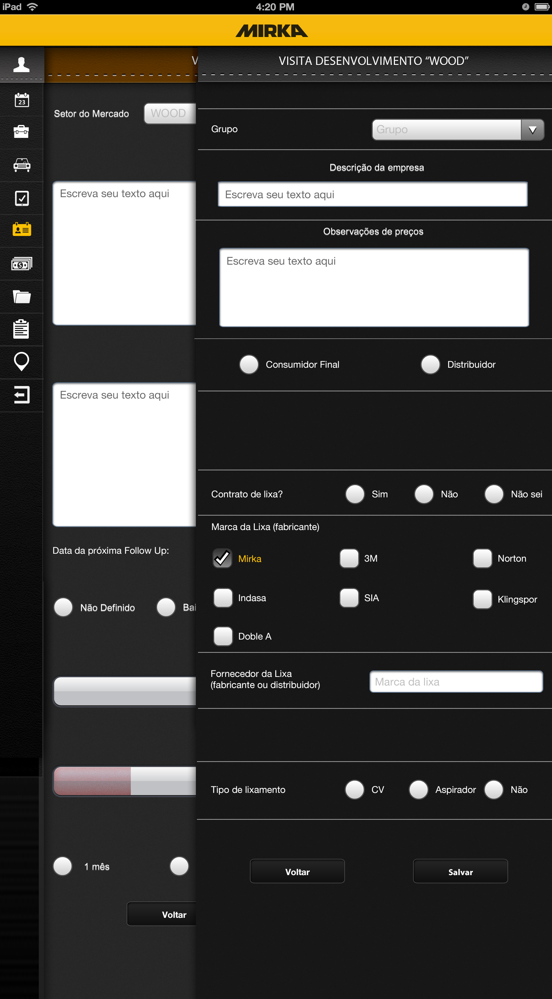 iPad
4:20 PM
MIRKA
VISITA DESENVOLVIMENTO “WOOD”
23
Setor do Mercado
WOOD
Escreva seu texto aqui
Escreva seu texto aqui
Data da próxima Follow Up:
Não Definido
1 mês
Voltar
Grupo
Grupo
Descrição da empresa
Escreva seu texto aqui
Observações de preços
Escreva seu texto aqui
Consumidor Final
Distribuidor
Contrato de lixa?
Sim
Não
Não sei
Marca da Lixa (fabricante)
Mirka
3M
Norton
Indasa
SIA
Klingspor
Doble A
Fornecedor da Lixa
(fabricante ou distribuidor)
Marca da lixa
Tipo de lixamento
CV
Aspirador
Não
Voltar
Salvar